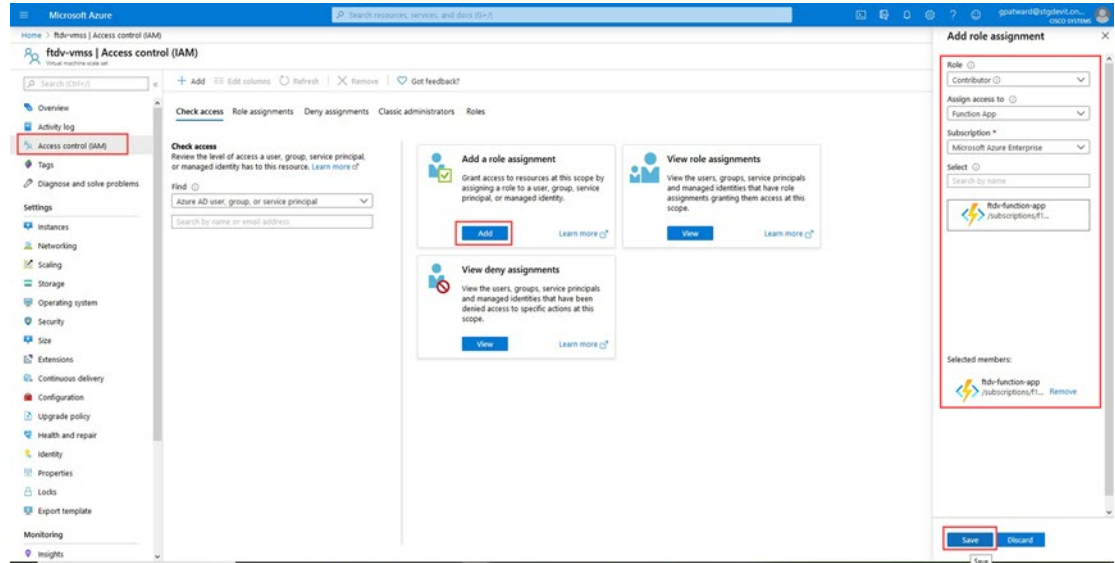 Microsoft Azure
Search resources, services, and docs (G+/)
gpatward@stgdevit.on...
CISCO SYSTEMS
Home > ftdv-vmss | Access control (IAM)
ftdv-vmss | Access control (IAM)
Virtual machine scale set
Search (Ctrl+/)
Overview
Activity log
Access control (IAM)
Tags
Diagnose and solve problems
Settings
Instances
Networking
Scaling
Storage
Operating system
Security
Size
Extensions
Continuous delivery
Configuration
Upgrade policy
Health and repair
Identity
Properties
Locks
Export template
Monitoring
Insights
Add Edit columns Refresh Remove Got feedback?
Check access Role assignments Deny assignments Classic administrators Roles
Check access
Review the level of access a user, group, service principal,
or managed identity has to this resource. Learn more
Find
Azure AD user, group, or service principal
Search by name or email address
Add a role assignment
Grant access to resources at this scope by
assigning a role to a user, group, service
principal, or managed identity.
Add Learn more
View role assignments
View the users, groups, service principals
and managed identities that have role
assignments granting them access at this
scope.
View Learn more
View deny assignments
View the users, groups, service principals
and managed identities that have been
denied access to specific actions at this
scope.
View Learn more
Add role assignment
Role
Contributor
Assign access to
Function App
Subscription *
Microsoft Azure Enterprise
Select
Search by name
ftdv-function-app
/subscriptions/f1...
Selected members:
ftdv-function-app
/subscriptions/f1... Remove
Save Discard
Save